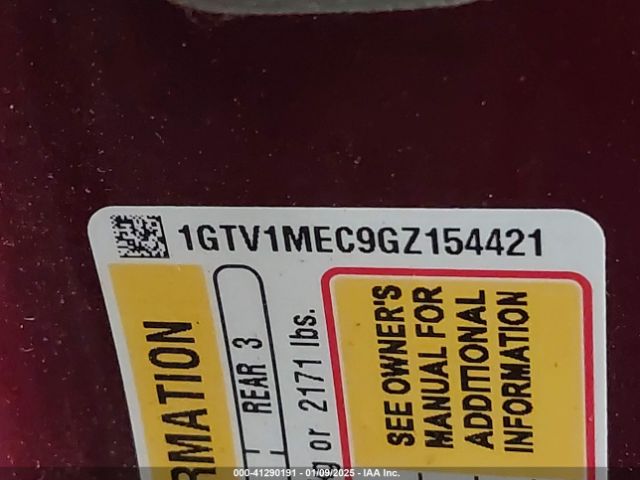 1GTV1MEC9GZ154421
RMATION
REAR 3
or 2171 lbs.
SEE OWNER'S
MANUAL FOR
ADDITIONAL
INFORMATION
000-41290191 - 01/09/2025 - IAA Inc.